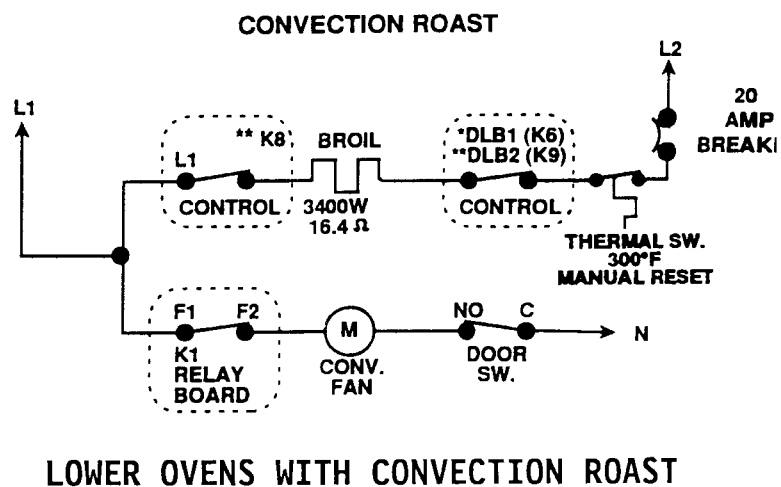 CONVECTION ROAST
L2
L1
20
AMP
** K8
BROIL
*DLB1 (K6)
**DLB2 (K9)
L1
CONTROL
3400W
16.4 Ω
CONTROL
THERMAL SW.
300°F
MANUAL RESET
F1 F2
M
NO C
N
K1
RELAY
BOARD
CONV.
FAN
DOOR
SW.
LOWER OVENS WITH CONVECTION ROAST